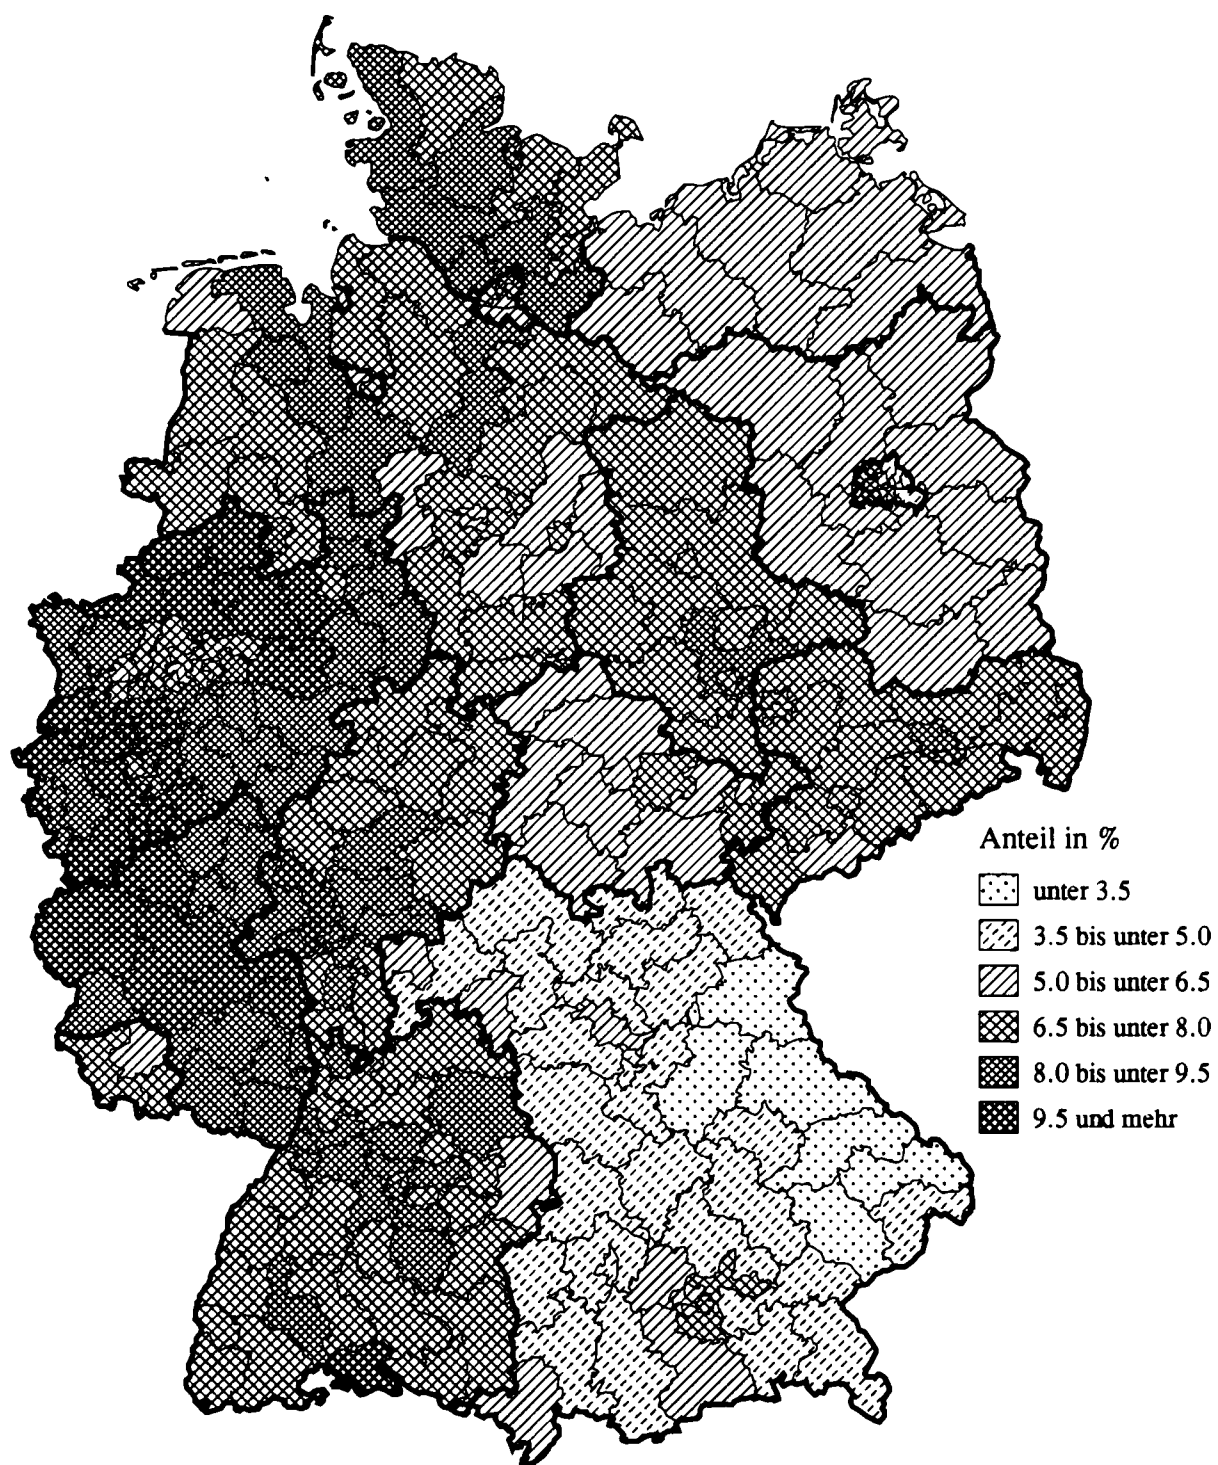 Anteil in %
unter 3.5
3.5 bis unter 5.0
5.0 bis unter 6.5
6.5 bis unter 8.0
8.0 bis unter 9.5
9.5 und mehr